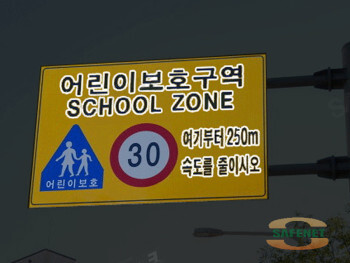 어린이보호구역
SCHOOL ZONE
여기부터 250m
30
속도를 줄이시오
어린이보호
SAFENET